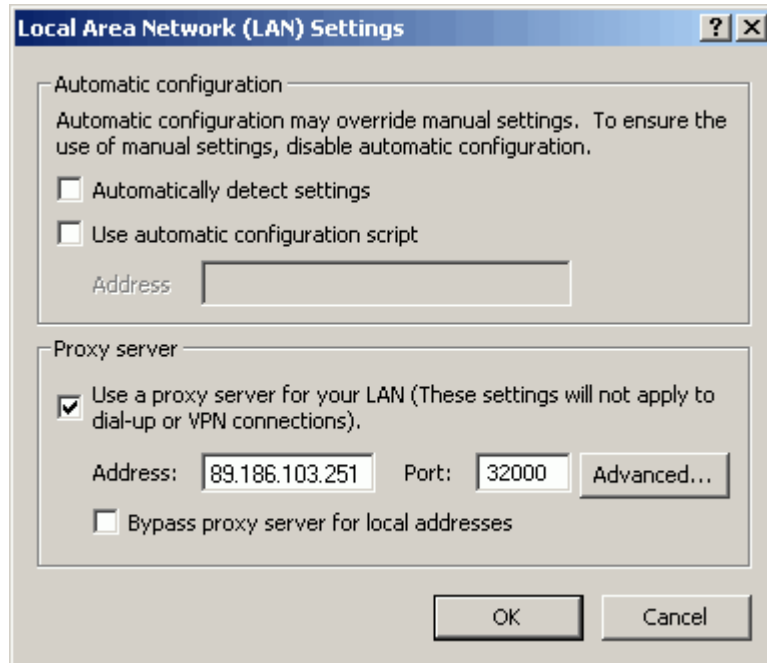 Local Area Network (LAN) Settings
Automatic configuration
Automatic configuration may override manual settings.  To ensure the
use of manual settings, disable automatic configuration.
Automatically detect settings
Use automatic configuration script
Address
Proxy server
Use a proxy server for your LAN (These settings will not apply to
dial-up or VPN connections).
Address: 89.186.103.251 Port: 32000 Advanced...
Bypass proxy server for local addresses
OK Cancel